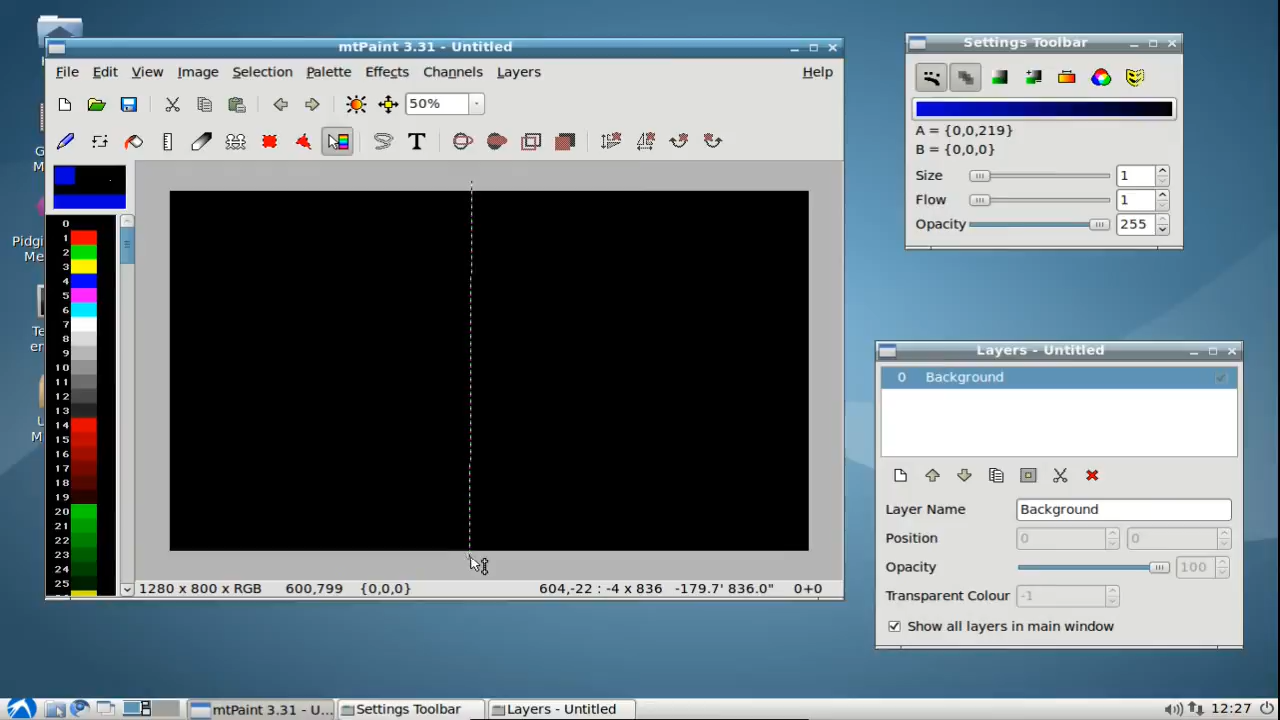 mtPaint 3.31 - Untitled
File Edit View Image Selection Palette Effects Channels Layers Help
50%
T
0
1
2
3
4
5
6
7
8
9
10
11
12
13
14
15
16
17
18
19
20
21
22
23
24
25
1280 x 800 x RGB 600,799 {0,0,0} 604,-22 : -4 x 836 -179.7' 836.0" 0+0
Settings Toolbar
A = {0,0,219}
B = {0,0,0}
Size 1
Flow 1
Opacity 255
Layers - Untitled
0 Background
Layer Name Background
Position 0 0
Opacity 100
Transparent Colour -1
Show all layers in main window
Pidgi
Me
Te
mtPaint 3.31 - U... Settings Toolbar Layers - Untitled 12:27